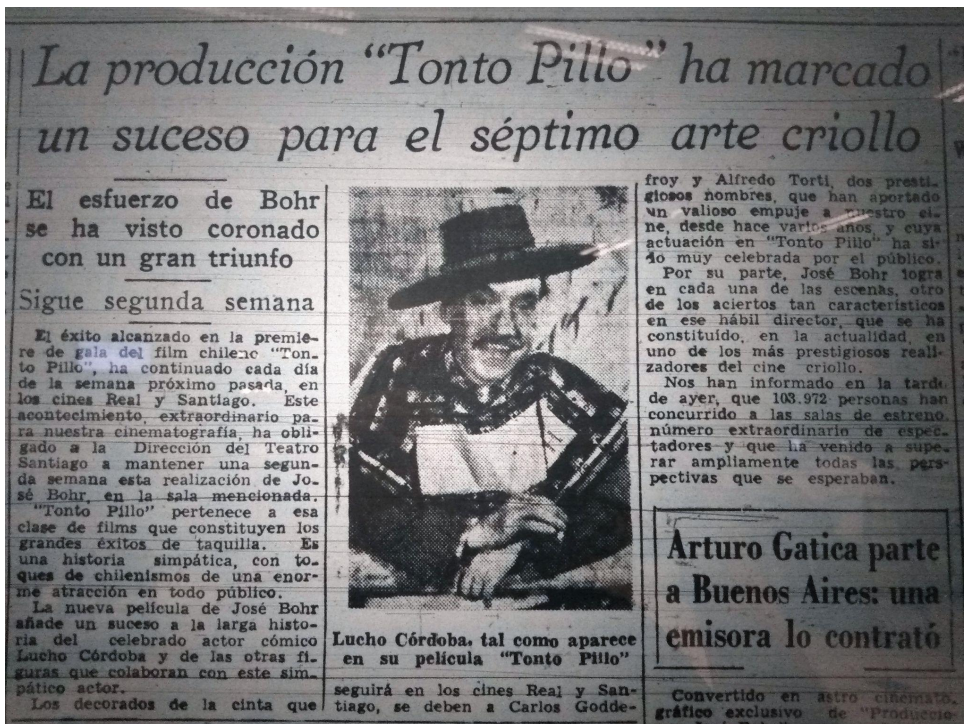 La producción "Tonto Pillo" ha marcado
un suceso para el séptimo arte criollo
El esfuerzo de Bohr
se ha visto coronado
con un gran triunfo
Sigue segunda semana
El éxito alcanzado en la premie-
re de gala del film chileno "Ton-
to Pillo", ha continuado cada día
de la semana próximo pasada, en
los cines Real y Santiago. Este
acontecimiento, extraordinario pa-
ra nuestra cinematografía, ha obli-
gado a la Dirección del Teatro
Santiago a mantener una segun-
da semana esta realización de Jo-
sé Bohr, en la sala mencionada.
"Tonto Pillo" pertenece a esa
clase de films que constituyen los
grandes éxitos de taquilla. Es
una historia simpática, con to-
ques de chilenismos de una enor-
me atracción en todo público.
La nueva película de José Bohr
añade un suceso a la larga histo-
ria del celebrado actor cómico
Lucho Córdoba y de las otras fi-
guras que colaboran con este sim-
pático actor.
Los decorados de la cinta que
Lucho Córdoba, tal como aparece
en su película "Tonto Pillo"
seguirá en los cines Real y San-
tiago, se deben a Carlos Godde-
froy y Alfredo Torti, dos presti-
giosos nombres, que han aportado
un valioso empuje a nuestro ci-
ne, desde hace varios años, y cuya
actuación en "Tonto Pillo" ha si-
do muy celebrada por el público.
Por su parte, José Bohr logra
en cada una de las escenas, otro
de los aciertos tan característicos
en ese hábil director, que se ha
constituído, en la actualidad, en
uno de los más prestigiosos reali-
zadores del cine criollo.
Nos han informado en la tarde
de ayer, que 103.972 personas han
concurrido a las salas de estreno,
número extraordinario de espec-
tadores y que ha venido a supe-
rar ampliamente todas las pers-
pectivas que se esperaban.
Arturo Gatica parte
a Buenos Aires: una
emisora lo contrató
Convertido en astro cinemato-
gráfico exclusivo de "Produccio-